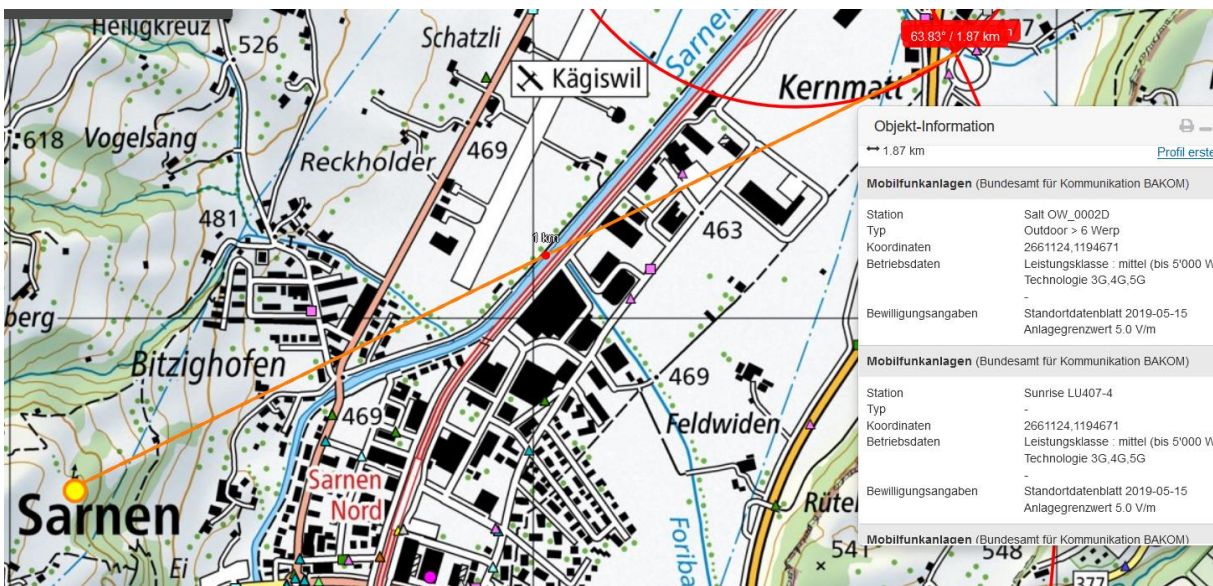 Heiligkreuz
526
Schatzli
Sarner
63.83° / 1.87 km
Kägiswil
Kernmatt
618
Vogelsang
Reckholder
469
481
1 km
463
Objekt-Information
1.87 km
Profil erste
Mobilfunkanlagen (Bundesamt für Kommunikation BAKOM)
Station Salt OW_0002D
Typ Outdoor > 6 Werp
Koordinaten 2661124,1194671
Betriebsdaten Leistungsklasse : mittel (bis 5'000 W
Technologie 3G,4G,5G
-
Bewilligungsangaben Standortdatenblatt 2019-05-15
Anlagegrenzwert 5.0 V/m
Mobilfunkanlagen (Bundesamt für Kommunikation BAKOM)
Station Sunrise LU407-4
Typ -
Koordinaten 2661124,1194671
Betriebsdaten Leistungsklasse : mittel (bis 5'000 W
Technologie 3G,4G,5G
-
Bewilligungsangaben Standortdatenblatt 2019-05-15
Anlagegrenzwert 5.0 V/m
Mobilfunkanlagen (Bundesamt für Kommunikation BAKOM)
berg
Bitzighofen
469
469
Feldwiden
Sarnen
Sarnen
Nord
Rüte
Foriba
Ei
541
548
377